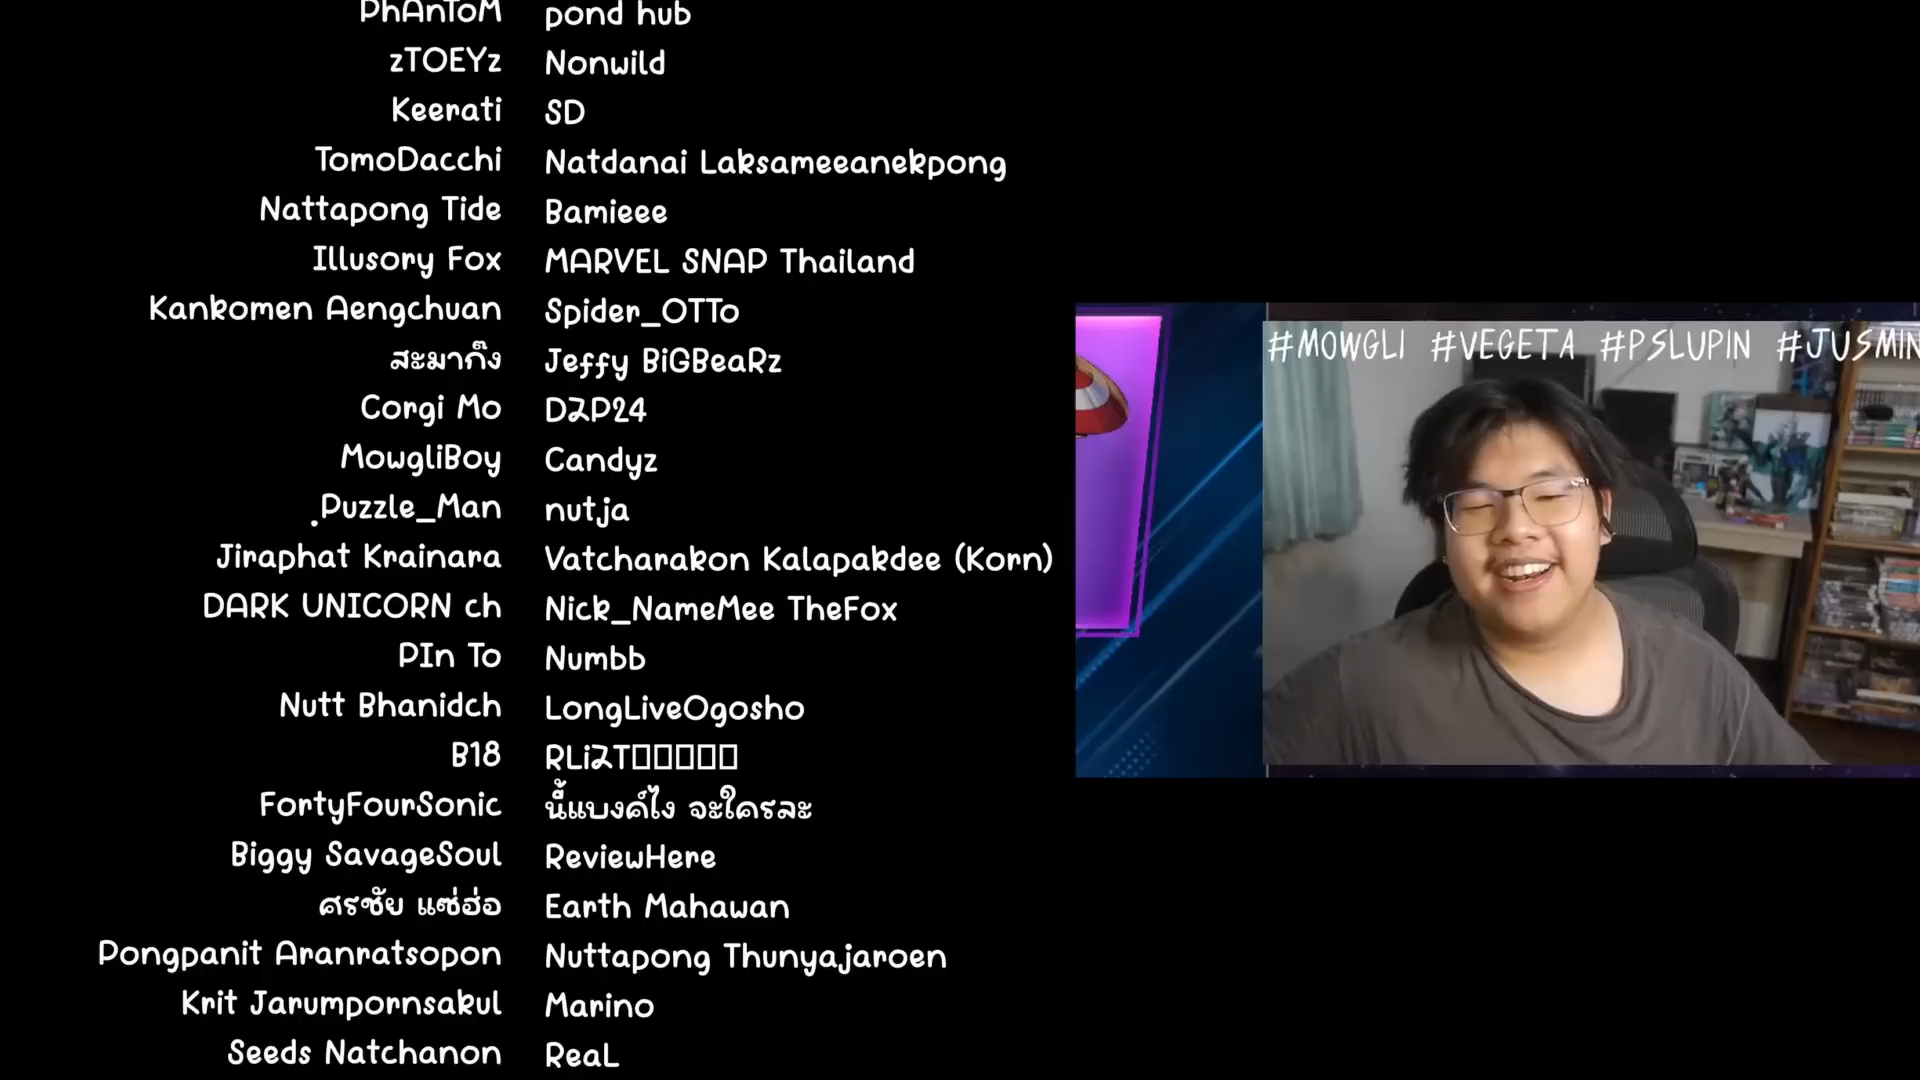 PhAnToM pond hub
zTOEYz Nonwild
Keerati SD
TomoDacchi Natdanai Laksameeanekpong
Nattapong Tide Bamieee
Illusory Fox MARVEL SNAP Thailand
Kankomen Aengchuan Spider_OTTo
สะมาก๊ง Jeffy BiGBeaRz
Corgi Mo DZP24
MowgliBoy Candyz
.Puzzle_Man nutja
Jiraphat Krainara Vatcharakon Kalapakdee (Korn)
DARK UNICORN ch Nick_NameMee TheFox
PIn To Numbb
Nutt Bhanidch LongLiveOgosho
B18 RLiZT
FortyFourSonic นี้แบงค์ไง จะใครละ
Biggy SavageSoul ReviewHere
ศรชัย แซ่ฮ่อ Earth Mahawan
Pongpanit Aranratsopon Nuttapong Thunyajaroen
Krit Jarumpornsakul Marino
Seeds Natchanon ReaL
#MOWGLI #VEGETA #PSLUPIN #JUSMIN